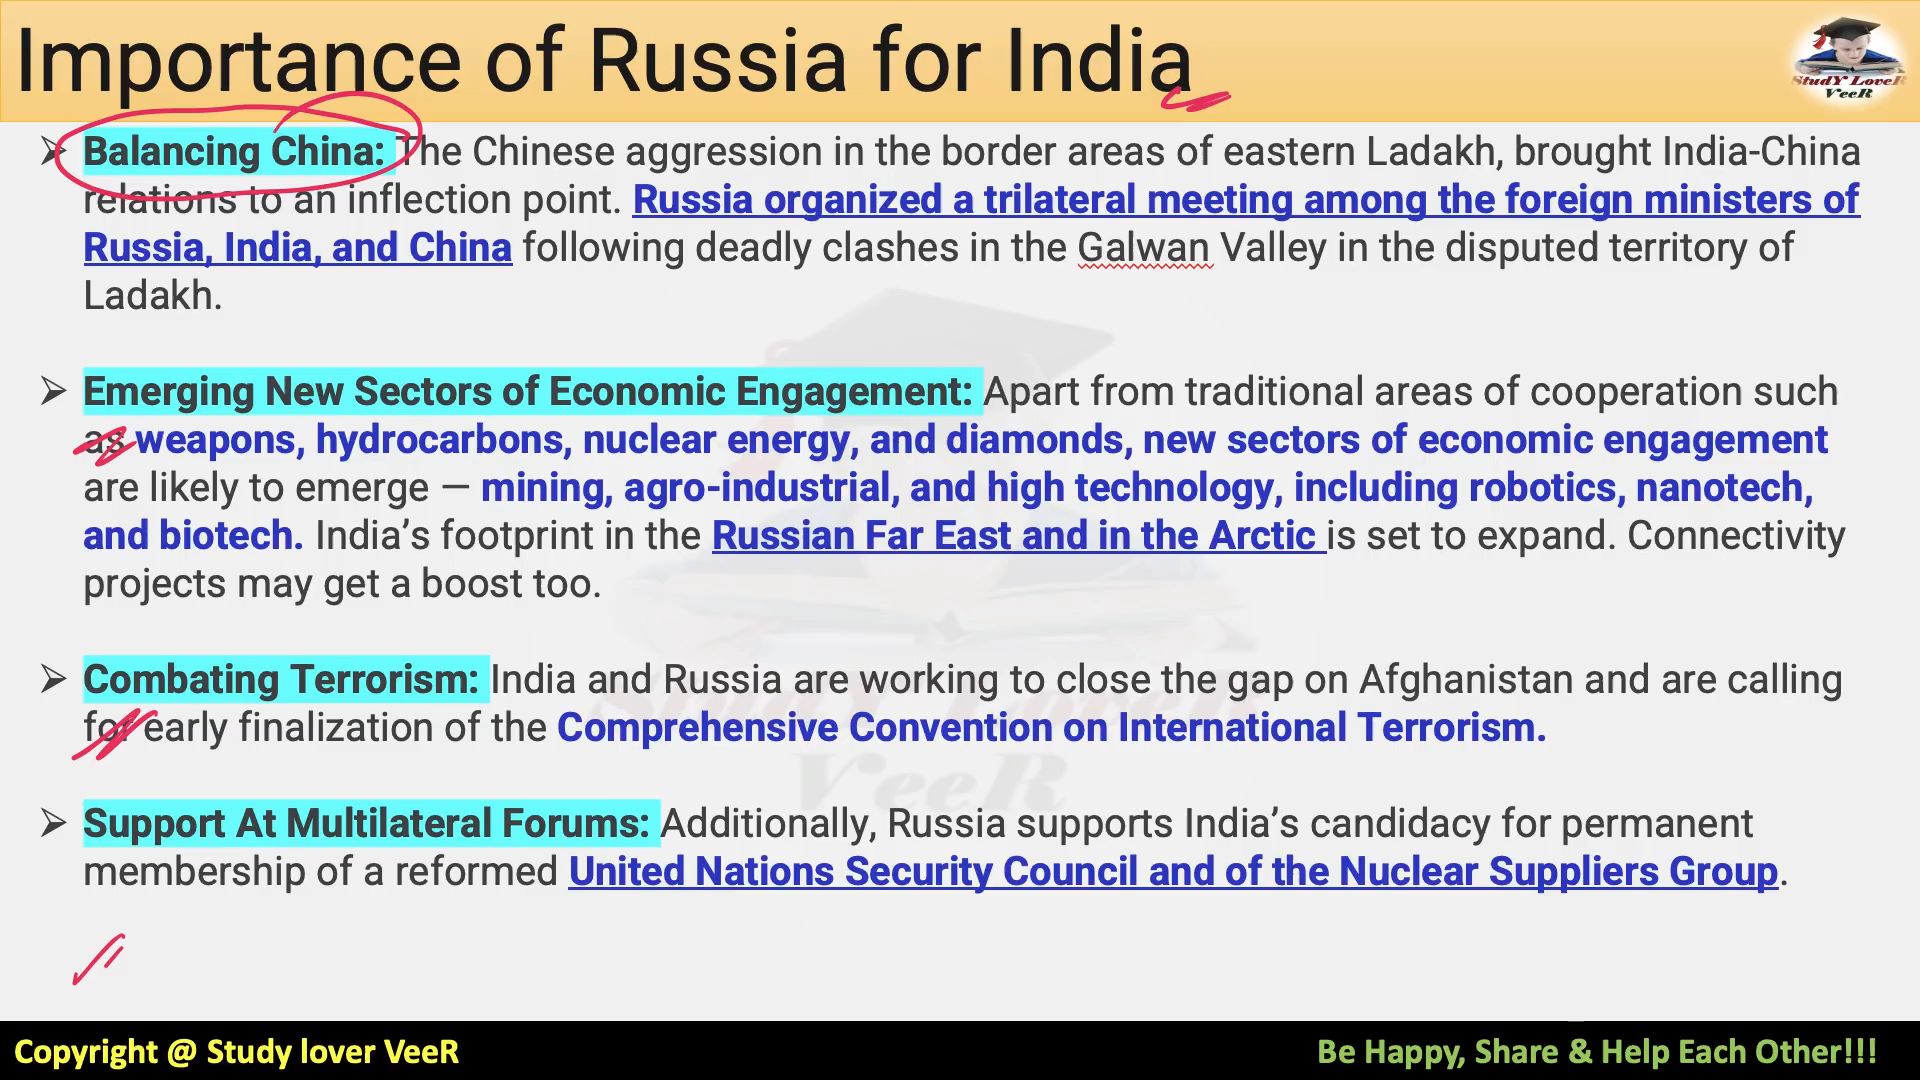 Importance of Russia for India
StudY LoveR
VeeR
➢ Balancing China: The Chinese aggression in the border areas of eastern Ladakh, brought India-China
relations to an inflection point. Russia organized a trilateral meeting among the foreign ministers of
Russia, India, and China following deadly clashes in the Galwan Valley in the disputed territory of
Ladakh.
➢ Emerging New Sectors of Economic Engagement: Apart from traditional areas of cooperation such
as weapons, hydrocarbons, nuclear energy, and diamonds, new sectors of economic engagement
are likely to emerge — mining, agro-industrial, and high technology, including robotics, nanotech,
and biotech. India’s footprint in the Russian Far East and in the Arctic is set to expand. Connectivity
projects may get a boost too.
➢ Combating Terrorism: India and Russia are working to close the gap on Afghanistan and are calling
for early finalization of the Comprehensive Convention on International Terrorism.
StudY LoveR
VeeR
➢ Support At Multilateral Forums: Additionally, Russia supports India’s candidacy for permanent
membership of a reformed United Nations Security Council and of the Nuclear Suppliers Group.
Copyright @ Study lover VeeR
Be Happy, Share & Help Each Other!!!